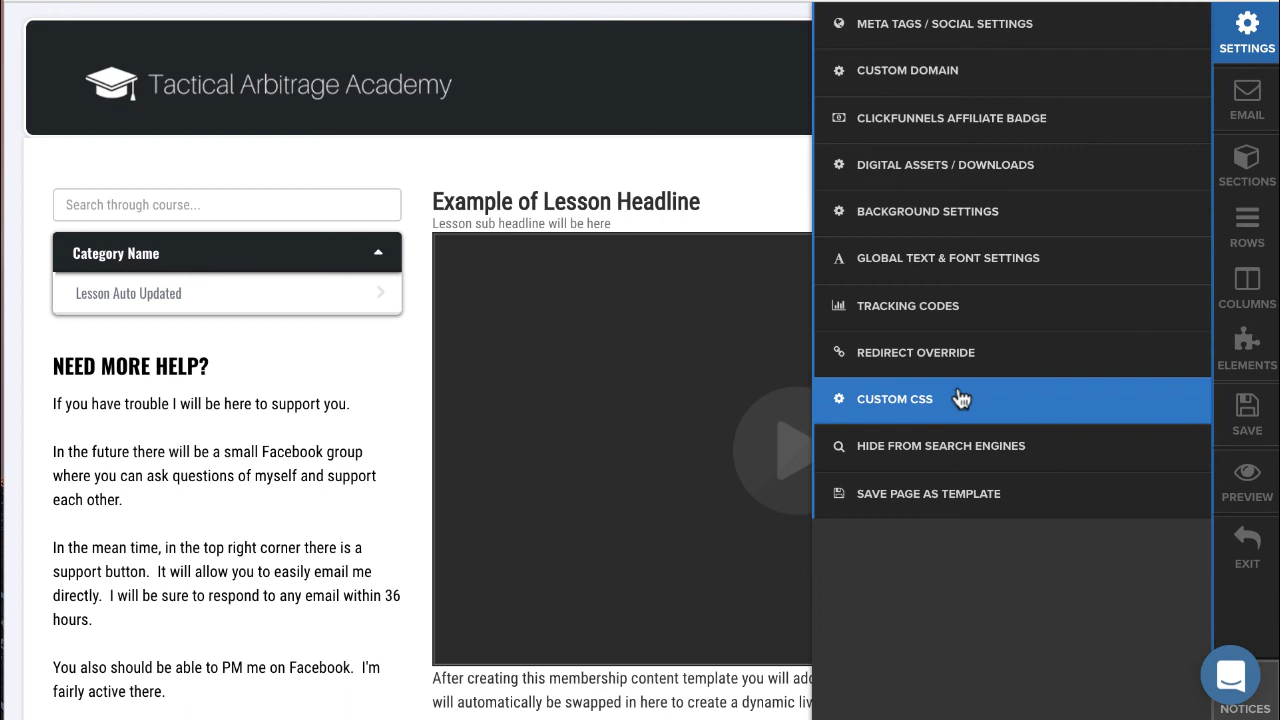 Tactical Arbitrage Academy
Search through course...
Category Name
Lesson Auto Updated
NEED MORE HELP?
If you have trouble I will be here to support you.
In the future there will be a small Facebook group
where you can ask questions of myself and support
each other.
In the mean time, in the top right corner there is a
support button.  It will allow you to easily email me
directly.  I will be sure to respond to any email within 36
hours.
You also should be able to PM me on Facebook.  I'm
fairly active there.
Example of Lesson Headline
Lesson sub headline will be here
After creating this membership content template you will
will automatically be swapped in here to create a dynamic
META TAGS / SOCIAL SETTINGS
CUSTOM DOMAIN
CLICKFUNNELS AFFILIATE BADGE
DIGITAL ASSETS / DOWNLOADS
BACKGROUND SETTINGS
GLOBAL TEXT & FONT SETTINGS
TRACKING CODES
REDIRECT OVERRIDE
CUSTOM CSS
HIDE FROM SEARCH ENGINES
SAVE PAGE AS TEMPLATE
SETTINGS
EMAIL
SECTIONS
ROWS
COLUMNS
ELEMENTS
SAVE
PREVIEW
EXIT
NOTICES